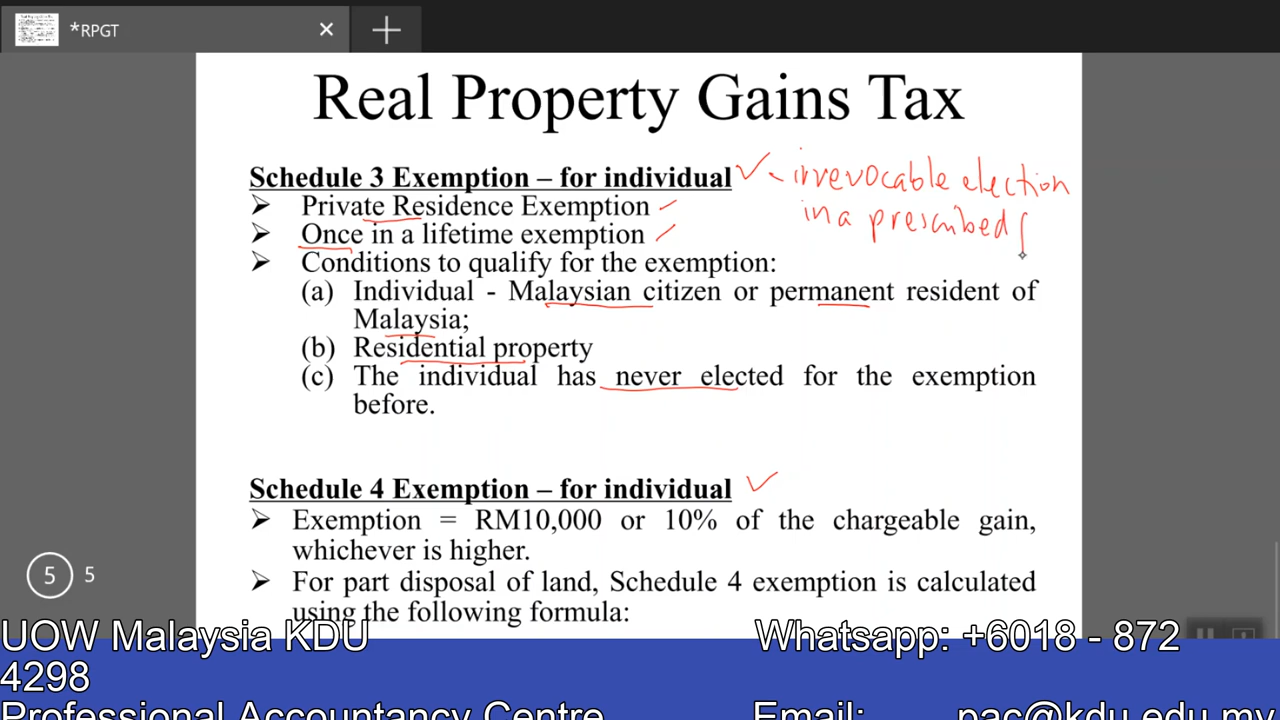 *RPGT
Real Property Gains Tax
Schedule 3 Exemption – for individual
- irrevocable election
in a prescribed f
➢ Private Residence Exemption
➢ Once in a lifetime exemption
➢ Conditions to qualify for the exemption:
(a) Individual - Malaysian citizen or permanent resident of
Malaysia;
(b) Residential property
(c) The individual has never elected for the exemption
before.
Schedule 4 Exemption – for individual
➢ Exemption = RM10,000 or 10% of the chargeable gain,
whichever is higher.
➢ For part disposal of land, Schedule 4 exemption is calculated
using the following formula:
5 5
UOW Malaysia KDU Whatsapp: +6018 - 872
4298
Professional Accountancy Centre Email: pac@kdu.edu.my